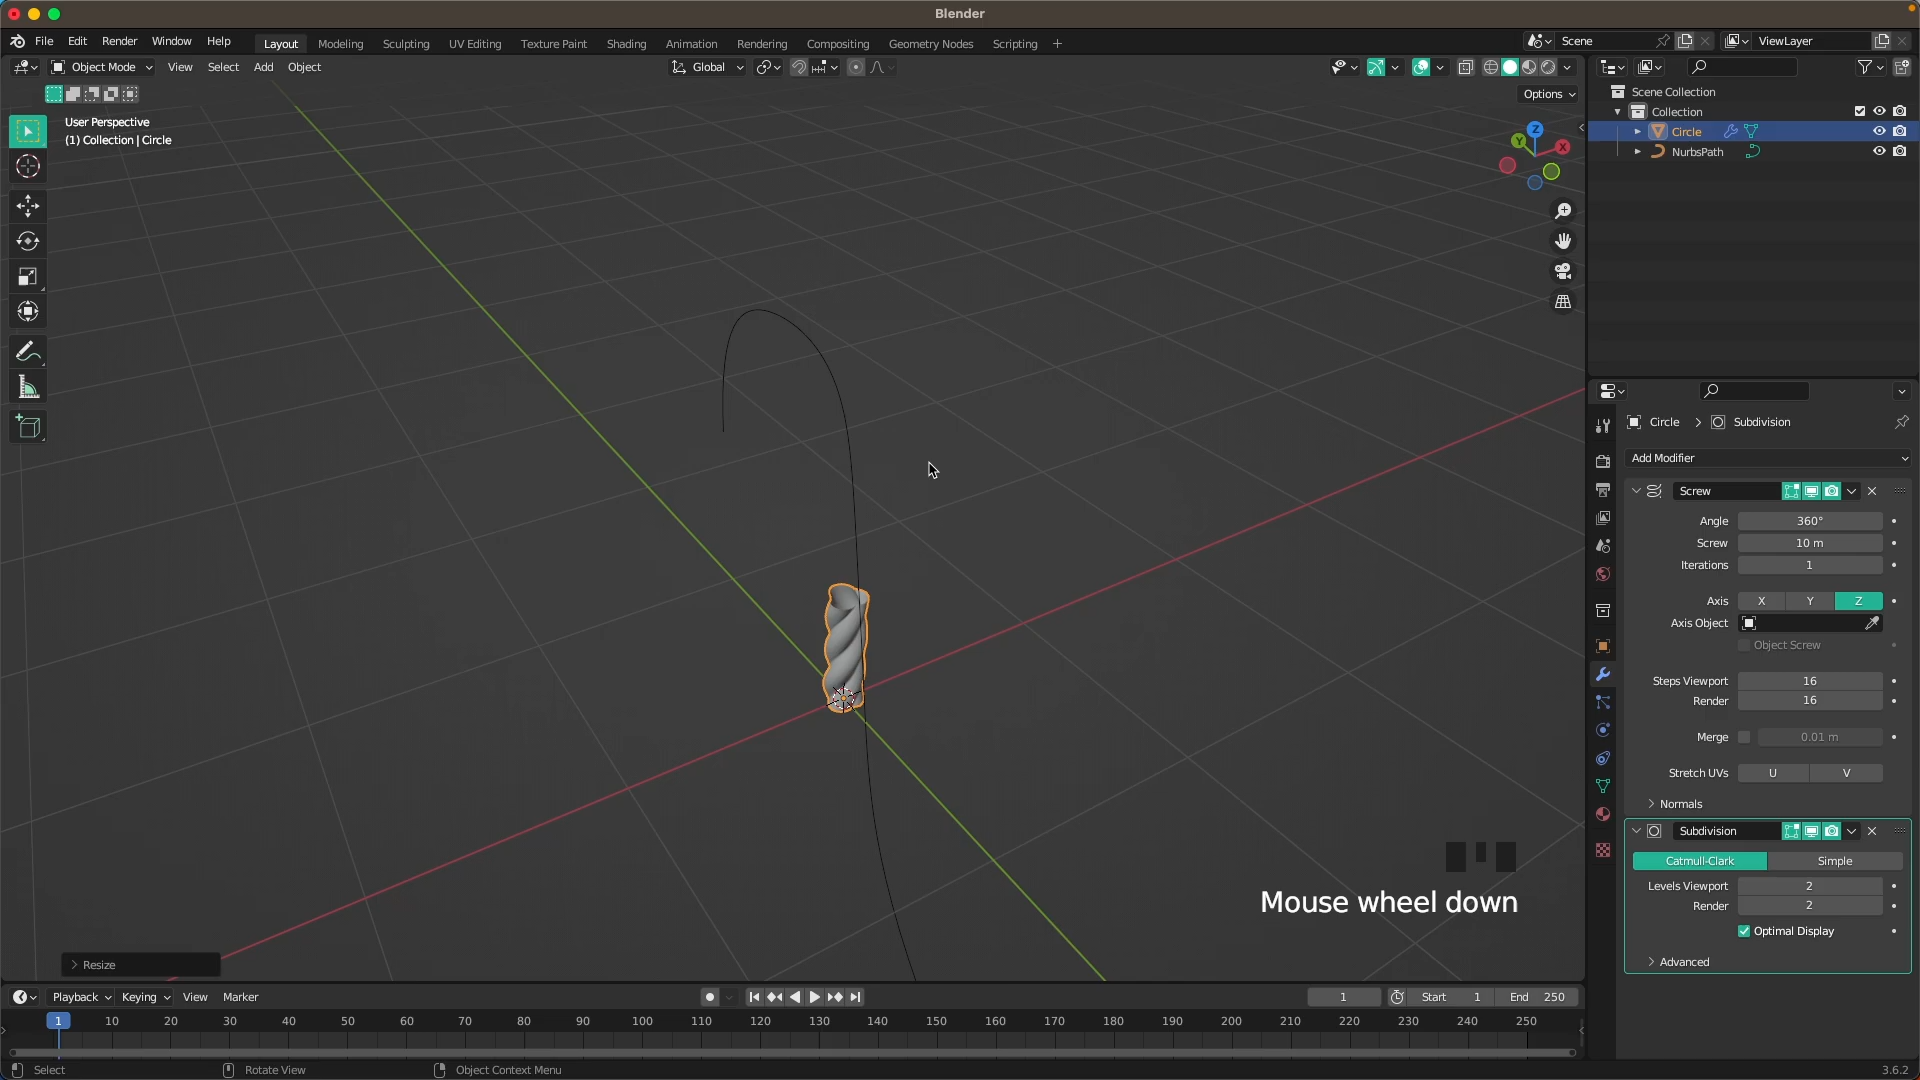 Blender
File Edit Render Window Help Layout Modeling Sculpting UV Editing Texture Paint Shading Animation Rendering Compositing Geometry Nodes Scripting + Scene ViewLayer
Object Mode View Select Add Object Global
Options
User Perspective
(1) Collection | Circle
Z
Y
X
Scene Collection
Collection
Circle
NurbsPath
Circle > Subdivision
Add Modifier
Screw
Angle 360°
Screw 10 m
Iterations 1
Axis X Y Z
Axis Object
Object Screw
Steps Viewport 16
Render 16
Merge 0.01 m
Stretch UVs U V
Normals
Subdivision
Catmull-Clark Simple
Levels Viewport 2
Render 2
Optimal Display
Advanced
Mouse wheel down
Resize
Playback Keying View Marker 1 Start 1 End 250
1 10 20 30 40 50 60 70 80 90 100 110 120 130 140 150 160 170 180 190 200 210 220 230 240 250
Select Rotate View Object Context Menu 3.6.2